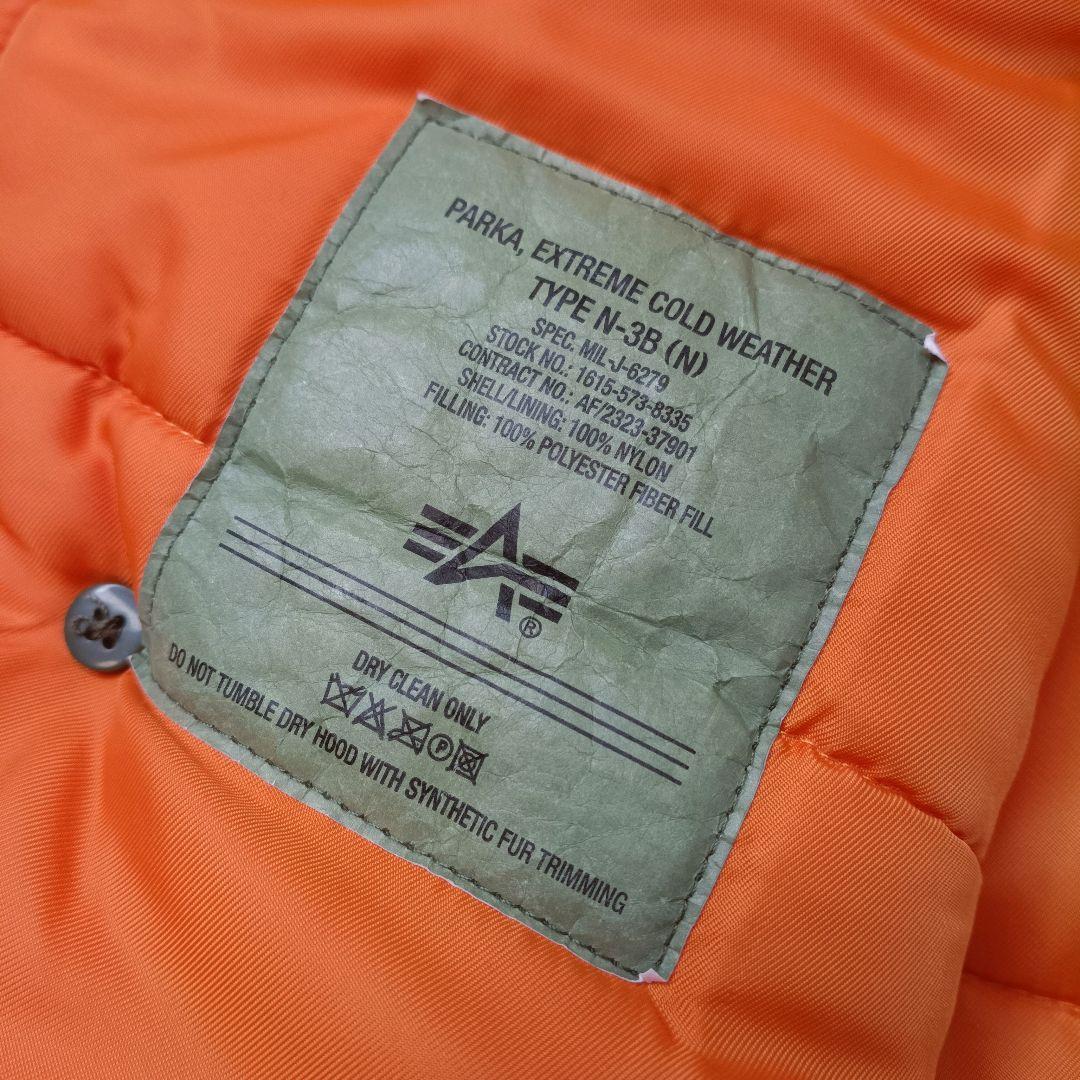 PARKA, EXTREME COLD WEATHER
TYPE N-3B (N)
SPEC. MIL-J-6279
STOCK NO.: 1615-573-8335
CONTRACT NO.: AF/2323-37901
SHELL/LINING: 100% NYLON
FILLING: 100% POLYESTER FIBER FILL
®
DRY CLEAN ONLY
P
DO NOT TUMBLE DRY HOOD WITH SYNTHETIC FUR TRIMMING